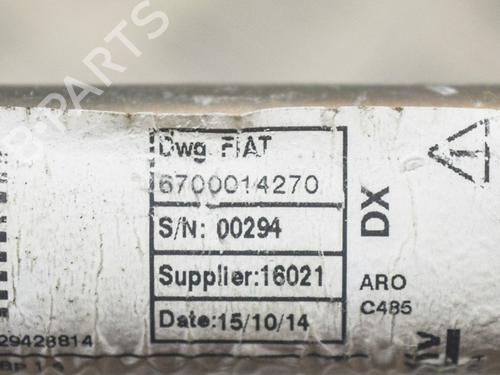 Dwg FIAT
6700014270
S/N: 00294
Supplier:16021
Date:15/10/14
DX
ARO
C485
29428814
B-PARTS